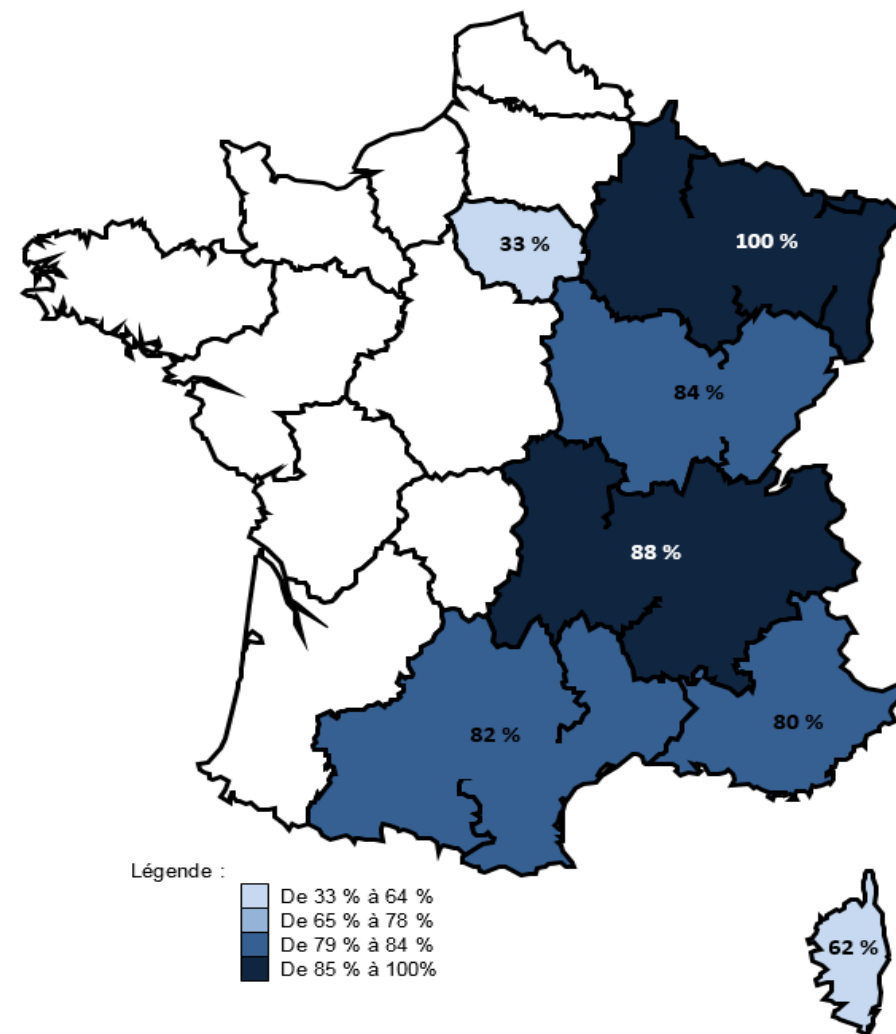 33 %
100 %
84 %
88 %
82 %
80 %
Légende :
De 33 % à 64 %
De 65 % à 78 %
De 79 % à 84 %
De 85 % à 100%
62 %